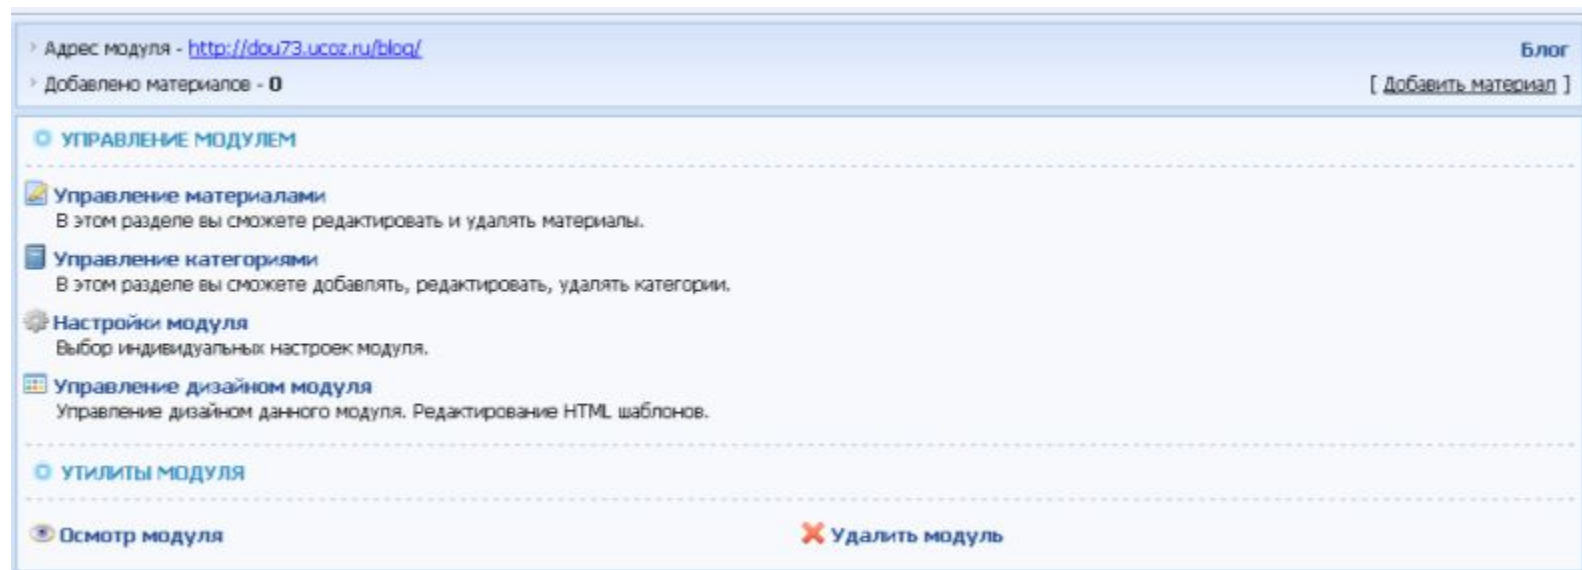 Адрес модуля - http://dou73.ucoz.ru/blog/
Блог
Добавлено материалов - 0
[ Добавить материал ]
УПРАВЛЕНИЕ МОДУЛЕМ
Управление материалами
В этом разделе вы сможете редактировать и удалять материалы.
Управление категориями
В этом разделе вы сможете добавлять, редактировать, удалять категории.
Настройки модуля
Выбор индивидуальных настроек модуля.
Управление дизайном модуля
Управление дизайном данного модуля. Редактирование HTML шаблонов.
УТИЛИТЫ МОДУЛЯ
Осмотр модуля
Удалить модуль